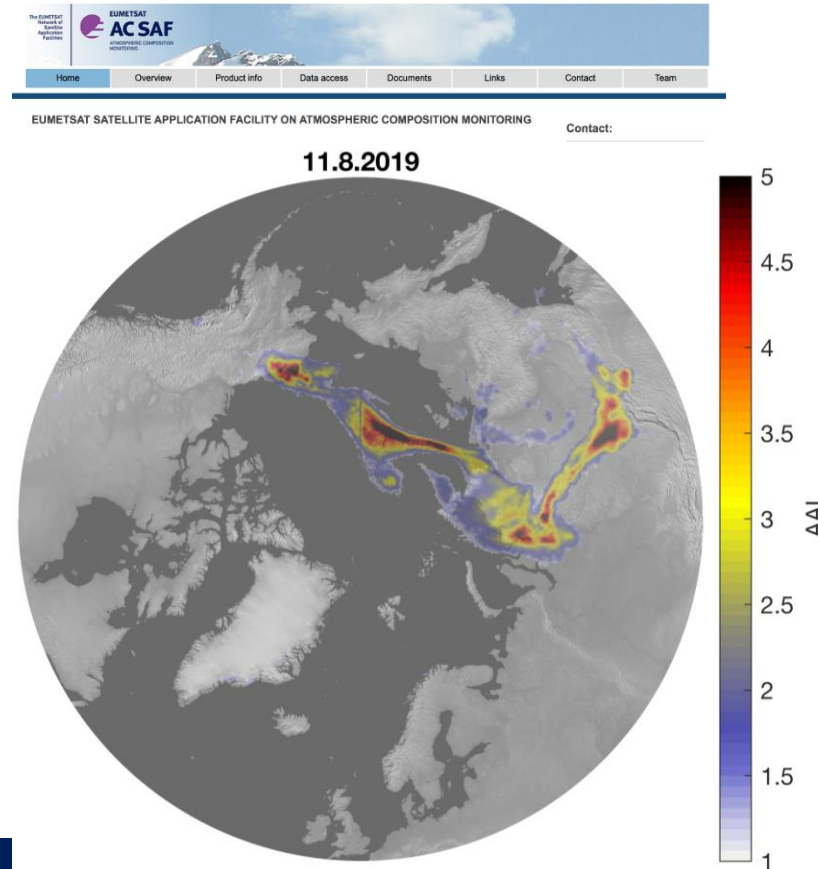 The EUMETSAT
Network of
Satellite
Application
Facilities
EUMETSAT
AC SAF
ATMOSPHERIC COMPOSITION
MONITORING
Home Overview Product info Data access Documents Links Contact Team
EUMETSAT SATELLITE APPLICATION FACILITY ON ATMOSPHERIC COMPOSITION MONITORING
Contact:
11.8.2019
5
4.5
4
3.5
3
2.5
2
1.5
1
AAI